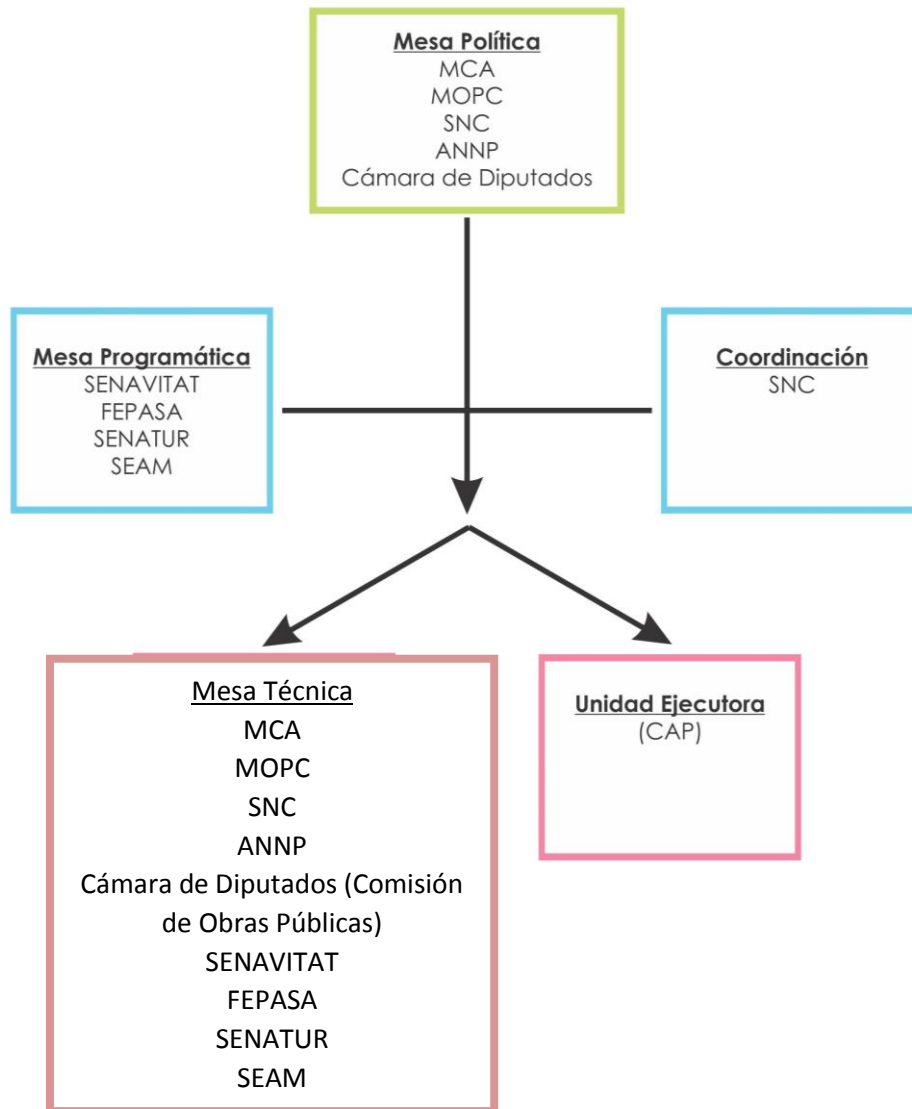 Mesa Política
MCA
MOPC
SNC
ANNP
Cámara de Diputados
Mesa Programática
SENAVITAT
FEPASA
SENATUR
SEAM
Coordinación
SNC
Mesa Técnica
MCA
MOPC
SNC
ANNP
Cámara de Diputados (Comisión
de Obras Públicas)
SENAVITAT
FEPASA
SENATUR
SEAM
Unidad Ejecutora
(CAP)